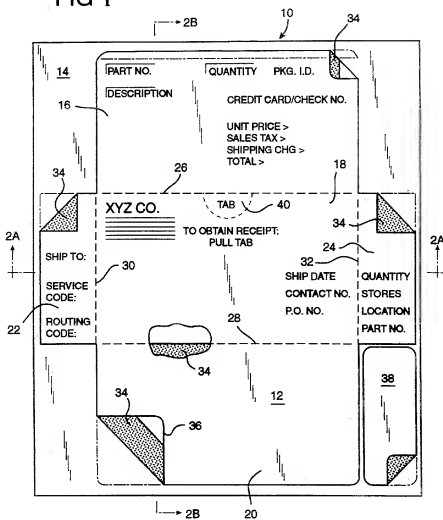 FIG 1
2B
10
34
14
PART NO.
QUANTITY
PKG. I.D.
DESCRIPTION
16
CREDIT CARD/CHECK NO.
UNIT PRICE >
SALES TAX >
SHIPPING CHG >
TOTAL >
26
18
34
XYZ CO.
TAB
40
34
2A
TO OBTAIN RECEIPT:
PULL TAB
24
2A
32
SHIP TO:
30
SHIP DATE
QUANTITY
SERVICE
CODE:
CONTACT NO.
STORES
P.O. NO.
LOCATION
22
ROUTING
CODE:
PART NO.
28
34
38
34
12
36
2B
20